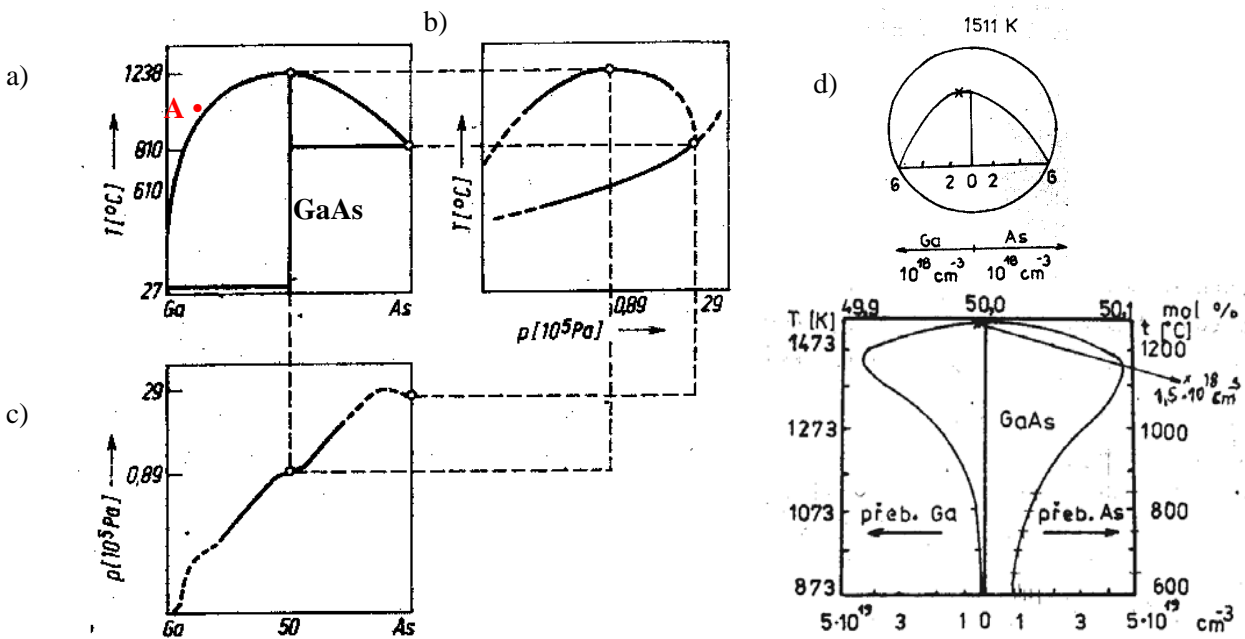 a)
1238
A
810
610
27
T [°C]
GaAs
Ga
As
b)
T [°C]
0,89
29
p [10⁵Pa]
c)
29
0,89
p [10⁵Pa]
Ga
50
As
d)
1511 K
6
2
0
2
6
Ga
As
10¹⁸ cm⁻³
10¹⁸ cm⁻³
49,9
50,0
50,1
mol %
T [K]
t [°C]
1473
1200
x
1,5·10¹⁸ cm⁻³
GaAs
1273
1000
1073
800
přeb. Ga
přeb. As
873
600
5·10¹⁹
3
1
0
1
3
5·10¹⁹
cm⁻³